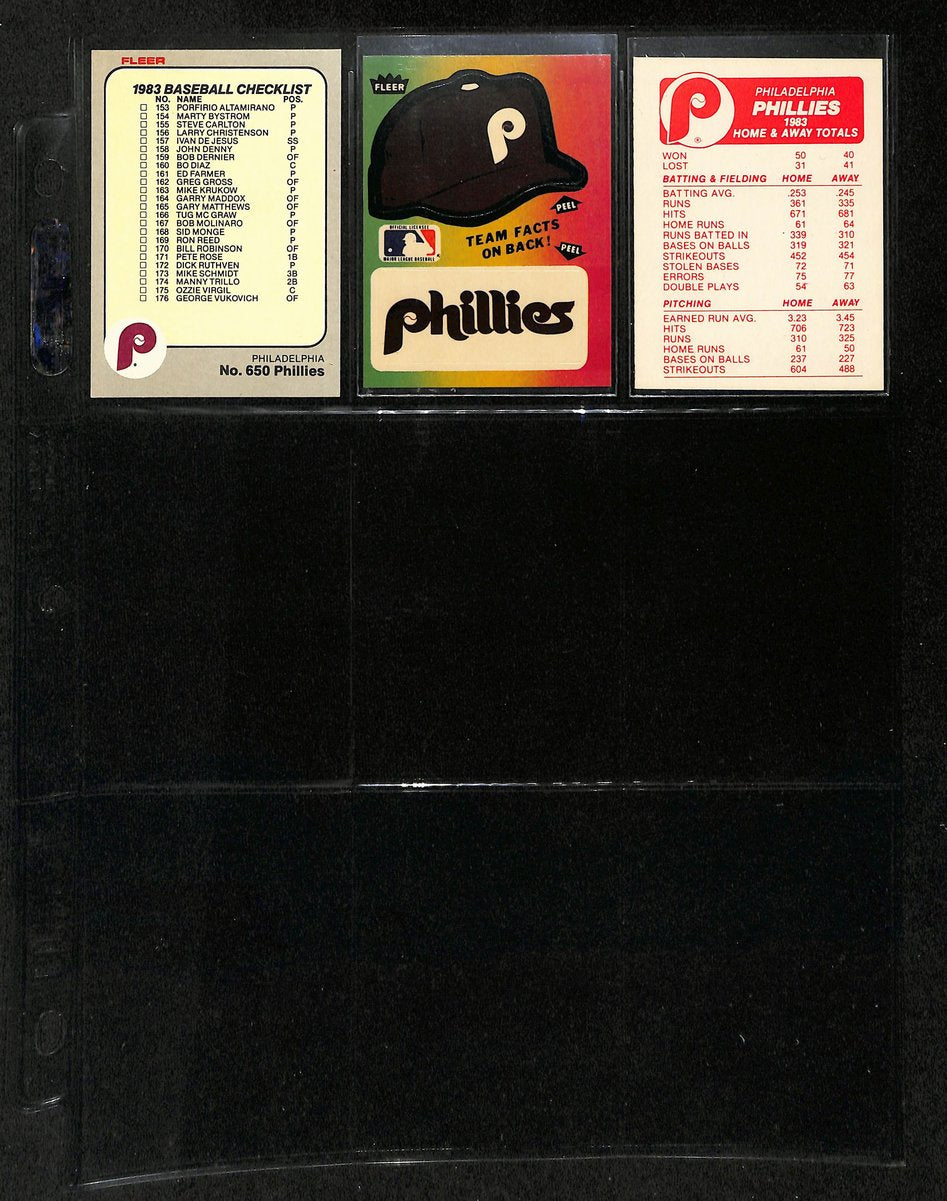 FLEER
1983 BASEBALL CHECKLIST
NO. NAME POS.
153 PORFIRIO ALTAMIRANO P
154 MARTY BYSTROM P
155 STEVE CARLTON P
156 LARRY CHRISTENSON P
157 IVAN DE JESUS SS
158 JOHN DENNY P
159 BOB DERNIER OF
160 BO DIAZ C
161 ED FARMER P
162 GREG GROSS OF
163 MIKE KRUKOW P
164 GARRY MADDOX OF
165 GARY MATTHEWS OF
166 TUG MC GRAW P
167 BOB MOLINARO OF
168 SID MONGE P
169 RON REED P
170 BILL ROBINSON OF
171 PETE ROSE 1B
172 DICK RUTHVEN P
173 MIKE SCHMIDT 3B
174 MANNY TRILLO 2B
175 OZZIE VIRGIL C
176 GEORGE VUKOVICH OF
P
PHILADELPHIA
No. 650 Phillies
FLEER
P
PEEL
OFFICIAL LICENSEE
MAJOR LEAGUE BASEBALL
TEAM FACTS
ON BACK!
PEEL
Phillies
P
PHILADELPHIA
PHILLIES
1983
HOME & AWAY TOTALS
WON 50 40
LOST 31 41
BATTING & FIELDING HOME AWAY
BATTING AVG. .253 .245
RUNS 361 335
HITS 671 681
HOME RUNS 61 64
RUNS BATTED IN 339 310
BASES ON BALLS 319 321
STRIKEOUTS 452 454
STOLEN BASES 72 71
ERRORS 75 77
DOUBLE PLAYS 54 63
PITCHING HOME AWAY
EARNED RUN AVG. 3.23 3.45
HITS 706 723
RUNS 310 325
HOME RUNS 61 50
BASES ON BALLS 237 227
STRIKEOUTS 604 488